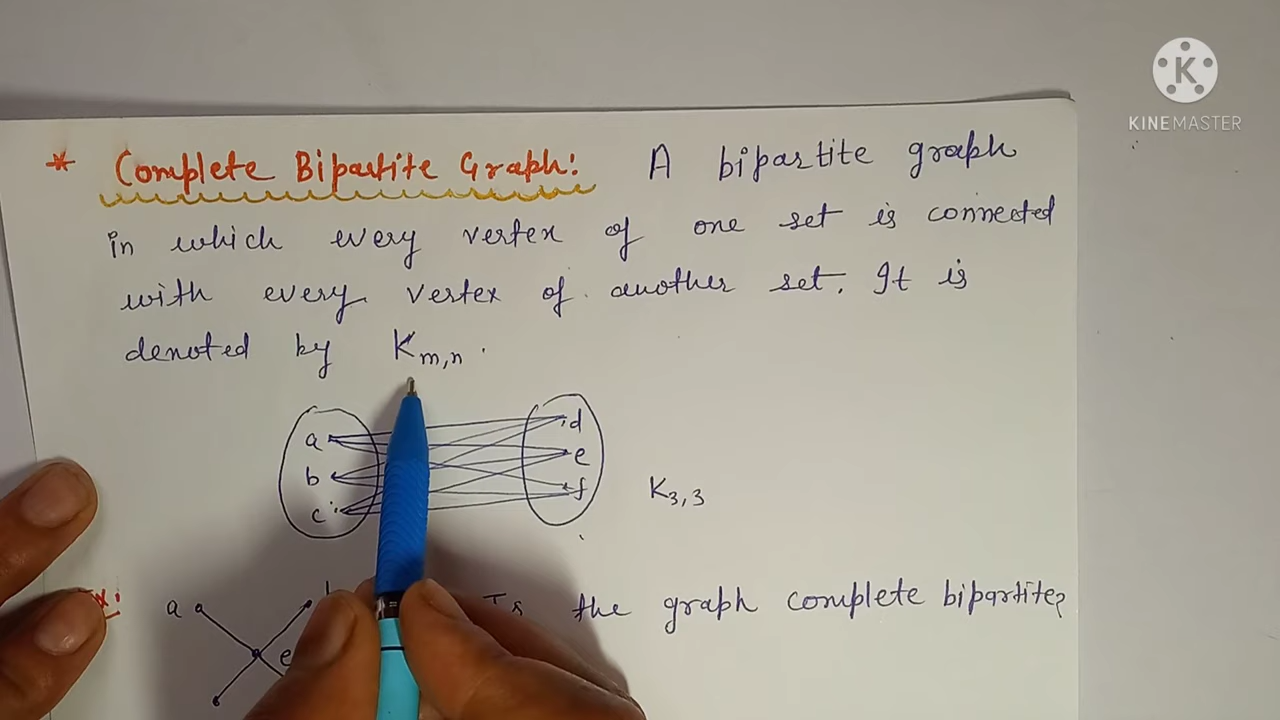 K
KINEMASTER
* Complete Bipartite Graph: A bipartite graph
in which every vertex of one set is connected
with every vertex of another set. It is
denoted by Km,n.
a d
b e
c f
K3,3
a
e
the graph complete bipartite?